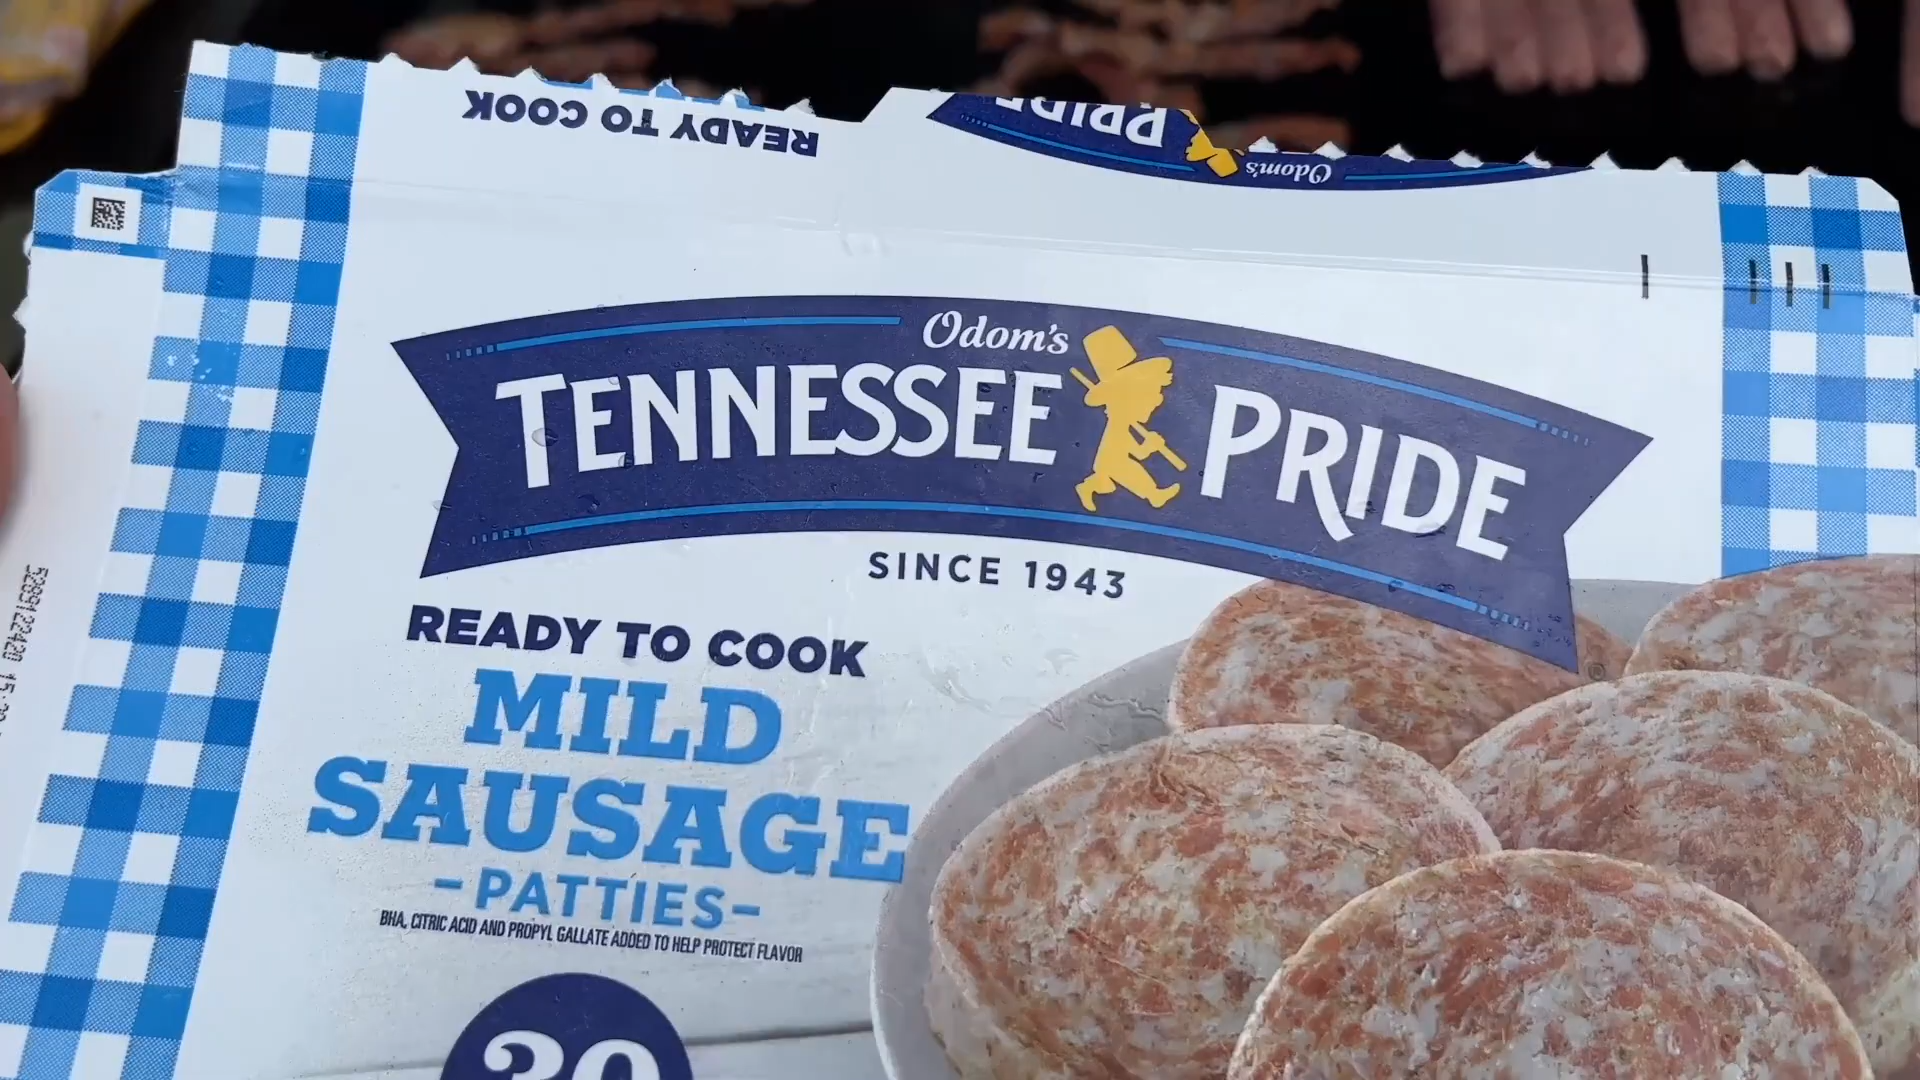 READY TO COOK
PRIDE
Odom's
Odom's
TENNESSEE PRIDE
SINCE 1943
READY TO COOK
MILD
SAUSAGE
-PATTIES-
BHA, CITRIC ACID AND PROPYL GALLATE ADDED TO HELP PROTECT FLAVOR
30